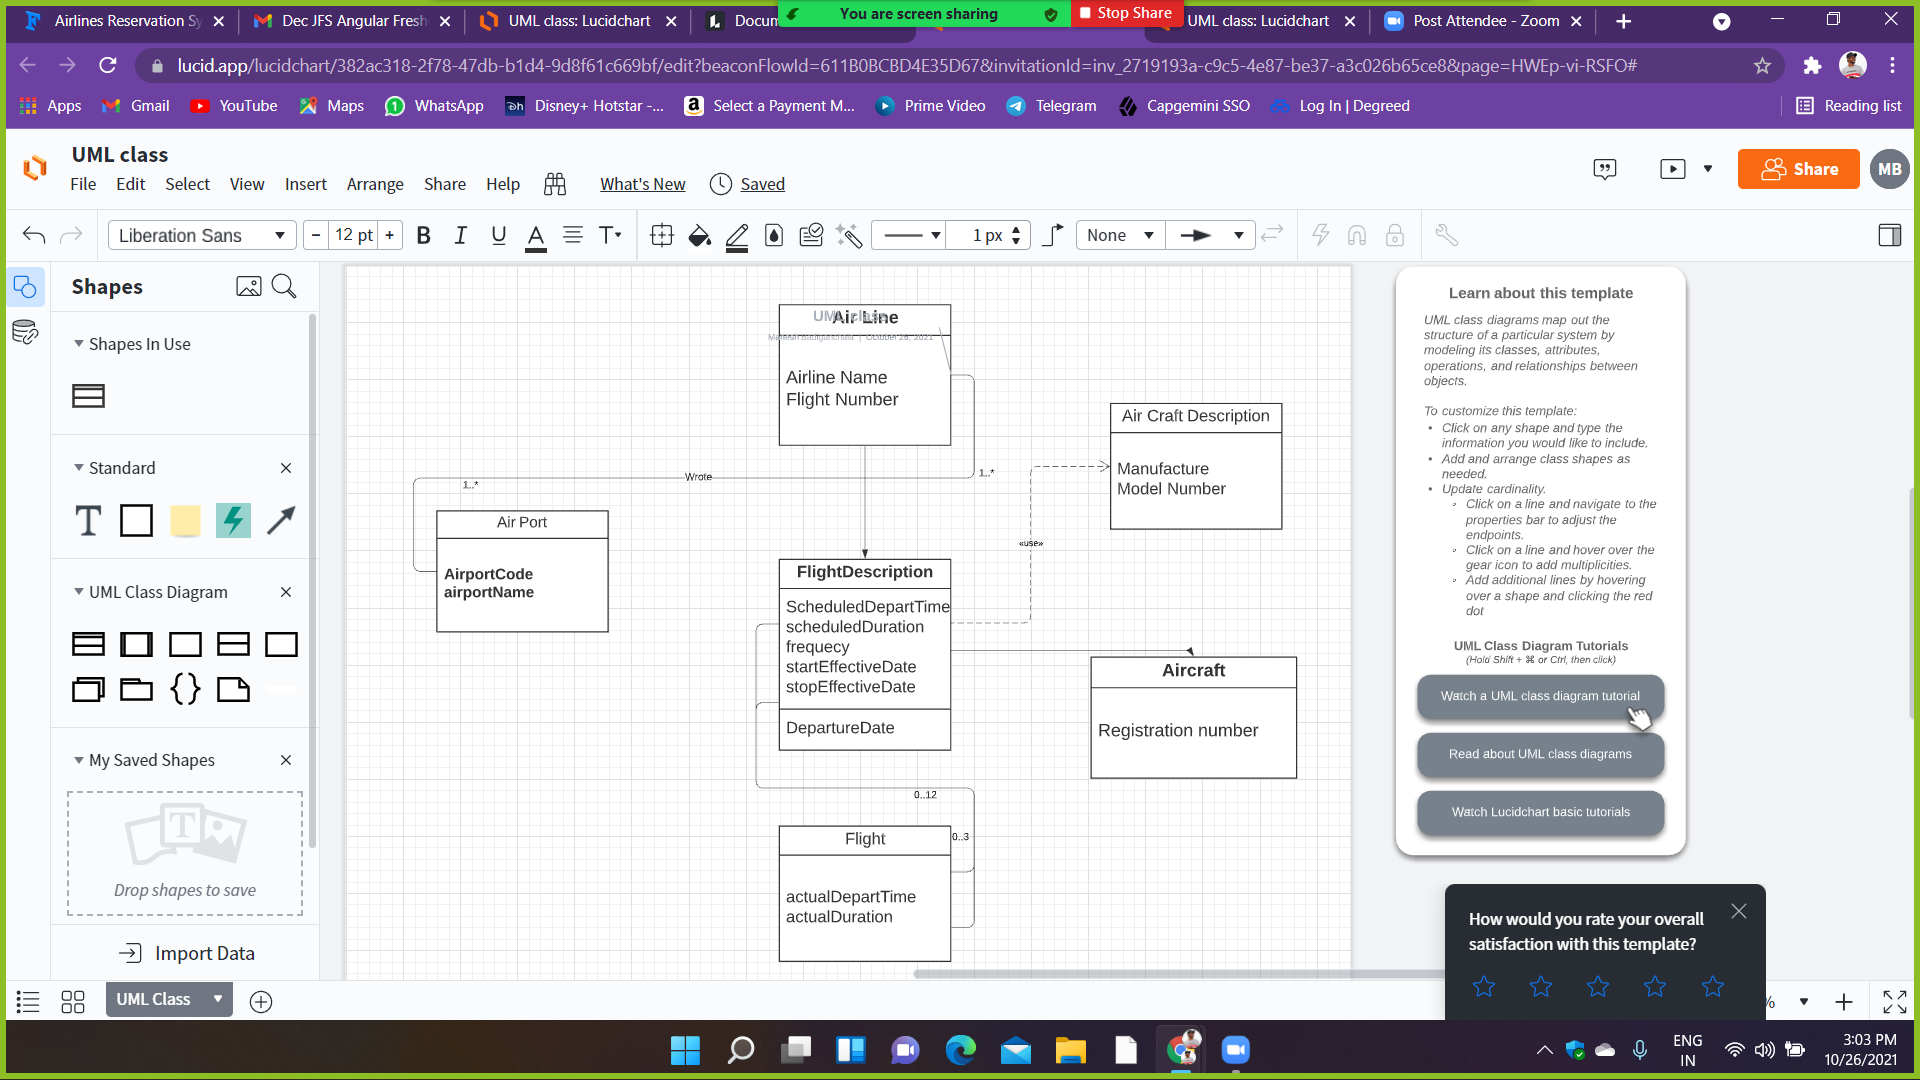 Airlines Reservation Sy
Dec JFS Angular Fresh
UML class: Lucidchart
Docum
You are screen sharing
Stop Share
UML class: Lucidchart
Post Attendee - Zoom
lucid.app/lucidchart/382ac318-2f78-47db-b1d4-9d8f61c669bf/edit?beaconFlowId=611B0BCBD4E35D67&invitationId=inv_2719193a-c9c5-4e87-be37-a3c026b65ce8&page=HWEp-vi-RSFO#
Apps
Gmail
YouTube
Maps
WhatsApp
Disney+ Hotstar -...
Select a Payment M...
Prime Video
Telegram
Capgemini SSO
Log In | Degreed
Reading list
UML class
File Edit Select View Insert Arrange Share Help
What's New
Saved
Share
MB
Liberation Sans
- 12 pt +
B I U A T
1 px
None
Shapes
Shapes In Use
Standard
T
UML Class Diagram
My Saved Shapes
T
Drop shapes to save
Import Data
UML class
Air Line
October 26, 2021
Airline Name
Flight Number
Air Craft Description
Manufacture
Model Number
1..*
Wrote
1..*
Air Port
AirportCode
airportName
«use»
FlightDescription
ScheduledDepartTime
scheduledDuration
frequecy
startEffectiveDate
stopEffectiveDate
DepartureDate
Aircraft
Registration number
0..12
0..3
Flight
actualDepartTime
actualDuration
Learn about this template
UML class diagrams map out the
structure of a particular system by
modeling its classes, attributes,
operations, and relationships between
objects.
To customize this template:
• Click on any shape and type the
information you would like to include.
• Add and arrange class shapes as
needed.
• Update cardinality.
◦ Click on a line and navigate to the
properties bar to adjust the
endpoints.
◦ Click on a line and hover over the
gear icon to add multiplicities.
◦ Add additional lines by hovering
over a shape and clicking the red
dot
UML Class Diagram Tutorials
(Hold Shift + ⌘ or Ctrl, then click)
Watch a UML class diagram tutorial
Read about UML class diagrams
Watch Lucidchart basic tutorials
How would you rate your overall
satisfaction with this template?
UML Class
%
ENG
IN
3:03 PM
10/26/2021